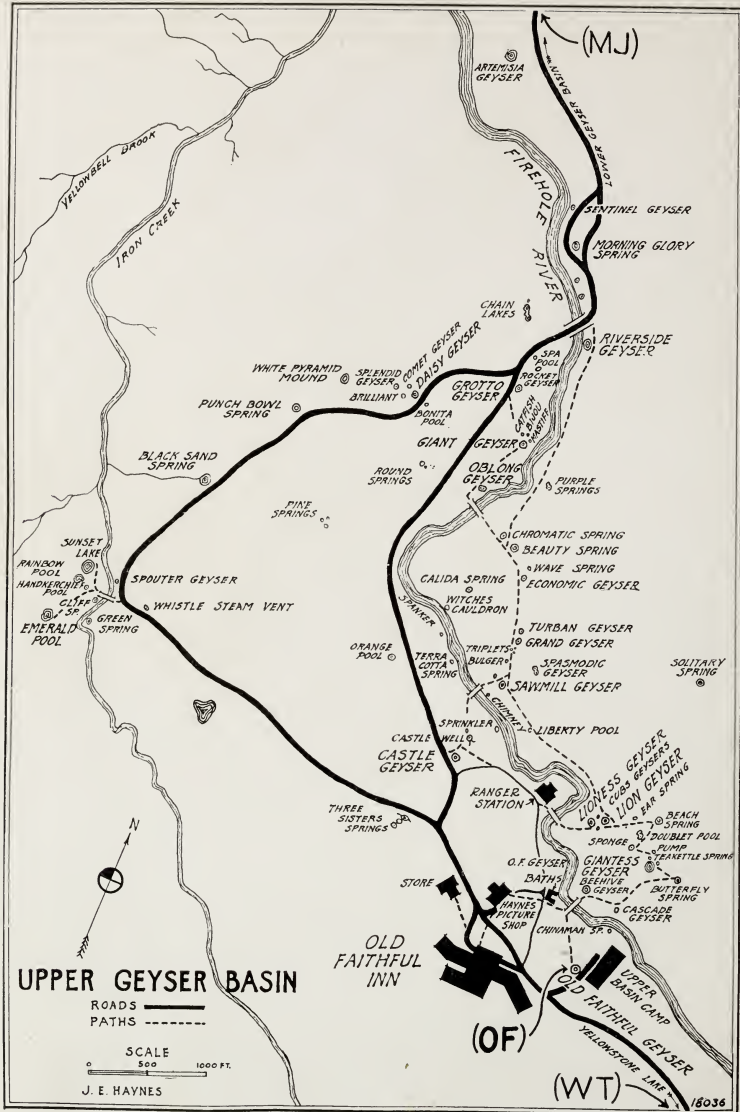 (MJ)
ARTEMISIA
GEYSER
LOWER GEYSER BASIN
YELLOWBELL BROOK
IRON CREEK
FIREHOLE
RIVER
SENTINEL GEYSER
MORNING GLORY
SPRING
CHAIN
LAKES
RIVERSIDE
GEYSER
SPA
POOL
ROCKET
GEYSER
GROTTO
GEYSER
WHITE PYRAMID
MOUND
SPLENDID
GEYSER
COMET GEYSER
DAISY GEYSER
BRILLIANT
BONITA
POOL
PUNCH BOWL
SPRING
CATFISH
BIJOU
MASTIFF
GIANT
GEYSER
BLACK SAND
SPRING
ROUND
SPRINGS
OBLONG
GEYSER
PURPLE
SPRINGS
PINE
SPRINGS
CHROMATIC SPRING
BEAUTY SPRING
SUNSET
LAKE
RAINBOW
POOL
HANDKERCHIEF
POOL
CLIFF
SP.
EMERALD
POOL
GREEN
SPRING
SPOUTER GEYSER
WHISTLE STEAM VENT
WAVE SPRING
ECONOMIC GEYSER
CALIDA SPRING
WITCHES
CAULDRON
SPANKER
TURBAN GEYSER
GRAND GEYSER
TRIPLETS
BULGER
ORANGE
POOL
TERRA
COTTA
SPRING
SPASMODIC
GEYSER
SOLITARY
SPRING
SAWMILL GEYSER
CHIMNEY
SPRINKLER
LIBERTY POOL
CASTLE WELL
CASTLE
GEYSER
LIONESS GEYSER
CUBS GEYSERS
LION GEYSER
EAR SPRING
RANGER
STATION
THREE
SISTERS
SPRINGS
BEACH
SPRING
DOUBLET POOL
SPONGE
PUMP
TEAKETTLE SPRING
GIANTESS
GEYSER
BEEHIVE
GEYSER
BUTTERFLY
SPRING
O.F. GEYSER
BATHS
STORE
HAYNES
PICTURE
SHOP
CASCADE
GEYSER
CHINAMAN SP.
N
OLD
FAITHFUL
INN
UPPER
BASIN CAMP
OLD FAITHFUL GEYSER
(OF)
YELLOWSTONE LAKE
(WT)
UPPER GEYSER BASIN
ROADS
PATHS
SCALE
0 500 1000 FT.
J. E. HAYNES
18036